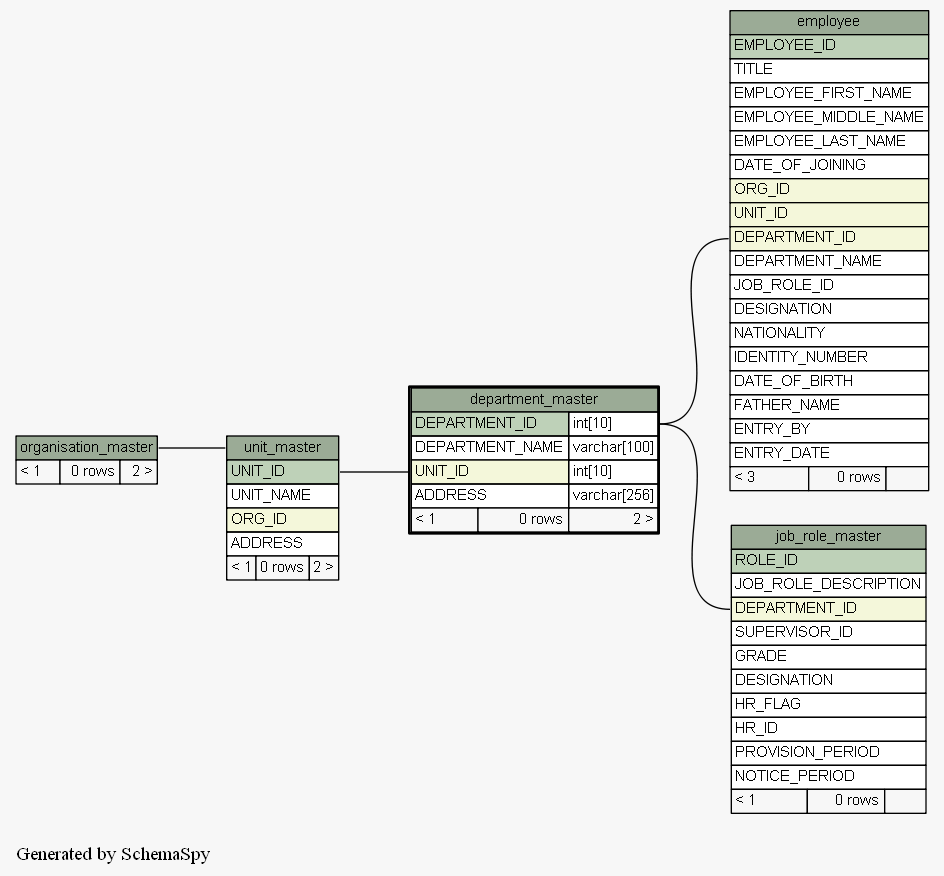 employee
EMPLOYEE_ID
TITLE
EMPLOYEE_FIRST_NAME
EMPLOYEE_MIDDLE_NAME
EMPLOYEE_LAST_NAME
DATE_OF_JOINING
ORG_ID
UNIT_ID
DEPARTMENT_ID
DEPARTMENT_NAME
JOB_ROLE_ID
DESIGNATION
NATIONALITY
IDENTITY_NUMBER
DATE_OF_BIRTH
FATHER_NAME
ENTRY_BY
ENTRY_DATE
< 3 0 rows
organisation_master
< 1 0 rows 2 >
unit_master
UNIT_ID
UNIT_NAME
ORG_ID
ADDRESS
< 1 0 rows 2 >
department_master
DEPARTMENT_ID int[10]
DEPARTMENT_NAME varchar[100]
UNIT_ID int[10]
ADDRESS varchar[256]
< 1 0 rows 2 >
job_role_master
ROLE_ID
JOB_ROLE_DESCRIPTION
DEPARTMENT_ID
SUPERVISOR_ID
GRADE
DESIGNATION
HR_FLAG
HR_ID
PROVISION_PERIOD
NOTICE_PERIOD
< 1 0 rows
Generated by SchemaSpy